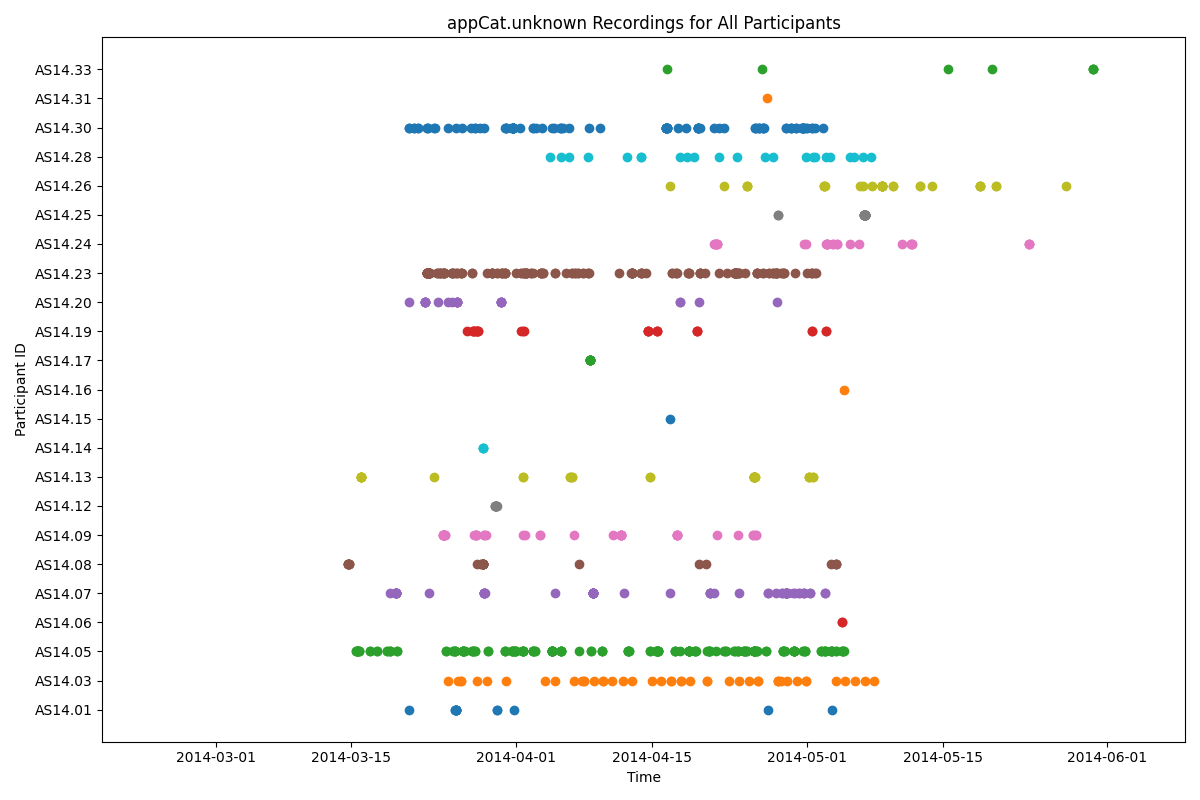 appCat.unknown Recordings for All Participants
AS14.33
AS14.31
AS14.30
AS14.28
AS14.26
AS14.25
AS14.24
AS14.23
AS14.20
AS14.19
AS14.17
AS14.16
AS14.15
AS14.14
AS14.13
AS14.12
AS14.09
AS14.08
AS14.07
AS14.06
AS14.05
AS14.03
AS14.01
Participant ID
2014-03-01 2014-03-15 2014-04-01 2014-04-15 2014-05-01 2014-05-15 2014-06-01
Time